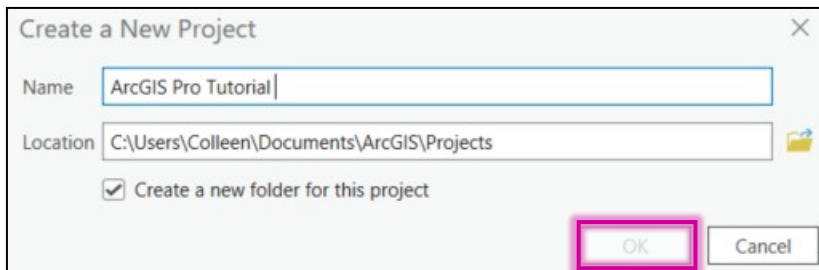 Create a New Project
Name ArcGIS Pro Tutorial
Location C:\Users\Colleen\Documents\ArcGIS\Projects
Create a new folder for this project
OK Cancel